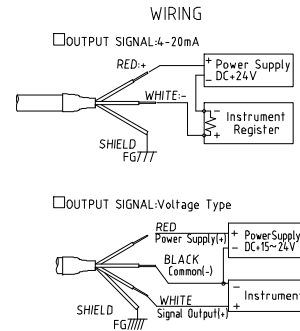 WIRING
□OUTPUT SIGNAL:4-20mA
RED:+
+ Power Supply
- DC+24V
WHITE:-
-
Instrument
Register
+
SHIELD
FG
□OUTPUT SIGNAL:Voltage Type
RED
Power Supply(+)
+ PowerSupply
- DC+15~24V
BLACK
Common(-)
-
Instrument
WHITE
+
Signal Output(+)
SHIELD
FG